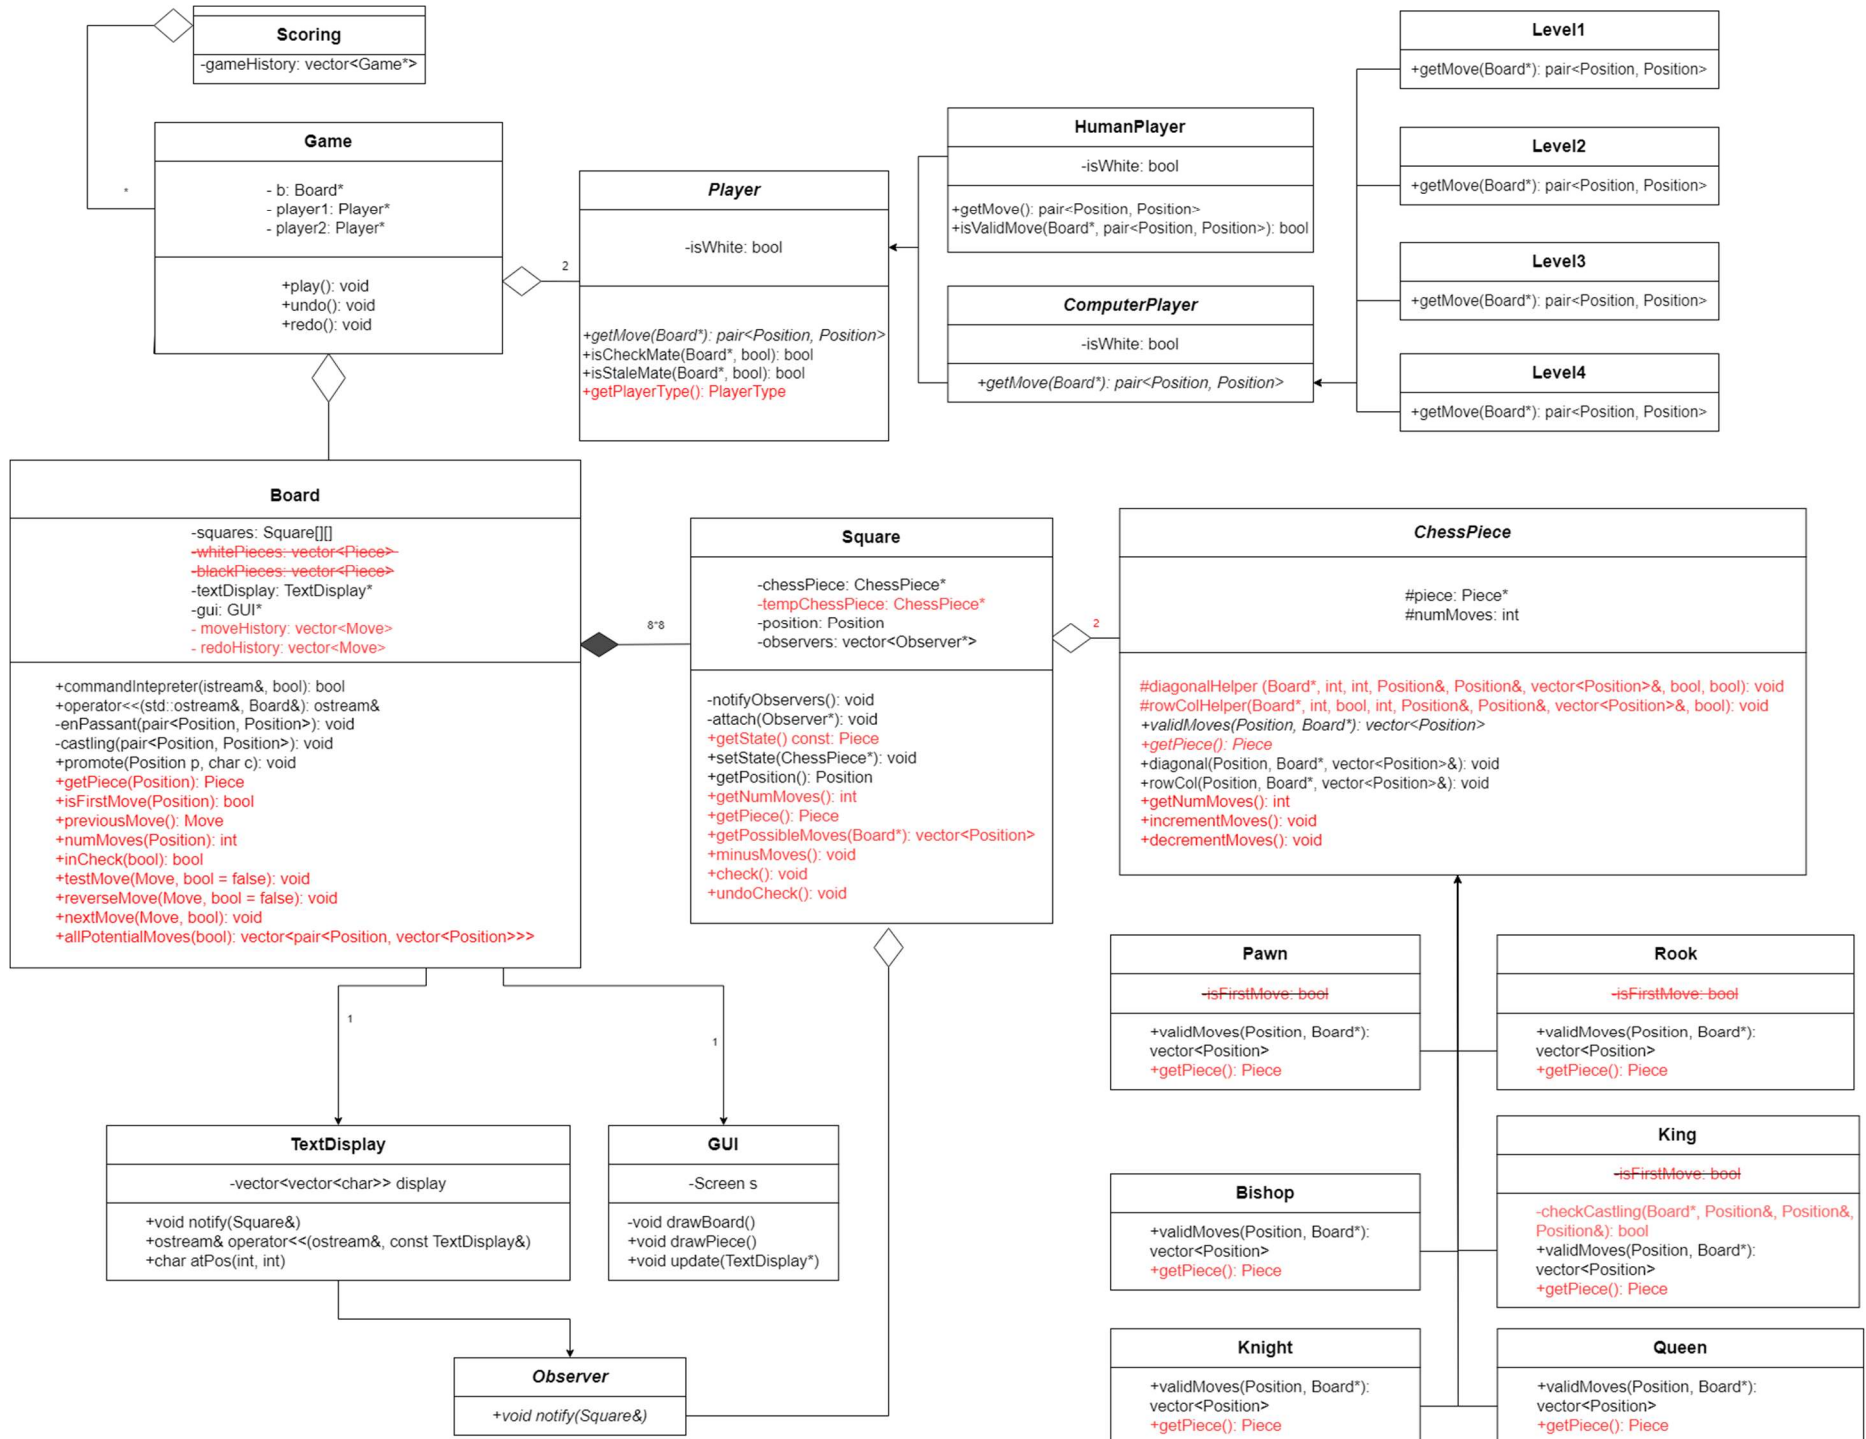 Scoring
-gameHistory: vector<Game*>
*
Game
- b: Board*
- player1: Player*
- player2: Player*
+play(): void
+undo(): void
+redo(): void
2
Player
-isWhite: bool
+getMove(Board*): pair<Position, Position>
+isCheckMate(Board*, bool): bool
+isStaleMate(Board*, bool): bool
+getPlayerType(): PlayerType
HumanPlayer
-isWhite: bool
+getMove(): pair<Position, Position>
+isValidMove(Board*, pair<Position, Position>): bool
ComputerPlayer
-isWhite: bool
+getMove(Board*): pair<Position, Position>
Level1
+getMove(Board*): pair<Position, Position>
Level2
+getMove(Board*): pair<Position, Position>
Level3
+getMove(Board*): pair<Position, Position>
Level4
+getMove(Board*): pair<Position, Position>
Board
-squares: Square[][]
-whitePieces: vector<Piece>
-blackPieces: vector<Piece>
-textDisplay: TextDisplay*
-gui: GUI*
- moveHistory: vector<Move>
- redoHistory: vector<Move>
+commandIntepreter(istream&, bool): bool
+operator<<(std::ostream&, Board&): ostream&
-enPassant(pair<Position, Position>): void
-castling(pair<Position, Position>): void
+promote(Position p, char c): void
+getPiece(Position): Piece
+isFirstMove(Position): bool
+previousMove(): Move
+numMoves(Position): int
+inCheck(bool): bool
+testMove(Move, bool = false): void
+reverseMove(Move, bool = false): void
+nextMove(Move, bool): void
+allPotentialMoves(bool): vector<pair<Position, vector<Position>>>
8*8
Square
-chessPiece: ChessPiece*
-tempChessPiece: ChessPiece*
-position: Position
-observers: vector<Observer*>
-notifyObservers(): void
-attach(Observer*): void
+getState() const: Piece
+setState(ChessPiece*): void
+getPosition(): Position
+getNumMoves(): int
+getPiece(): Piece
+getPossibleMoves(Board*): vector<Position>
+minusMoves(): void
+check(): void
+undoCheck(): void
2
ChessPiece
#piece: Piece*
#numMoves: int
#diagonalHelper (Board*, int, int, Position&, Position&, vector<Position>&, bool, bool): void
#rowColHelper(Board*, int, bool, int, Position&, Position&, vector<Position>&, bool): void
+validMoves(Position, Board*): vector<Position>
+getPiece(): Piece
+diagonal(Position, Board*, vector<Position>&): void
+rowCol(Position, Board*, vector<Position>&): void
+getNumMoves(): int
+incrementMoves(): void
+decrementMoves(): void
1
1
TextDisplay
-vector<vector<char>> display
+void notify(Square&)
+ostream& operator<<(ostream&, const TextDisplay&)
+char atPos(int, int)
GUI
-Screen s
-void drawBoard()
+void drawPiece()
+void update(TextDisplay*)
Observer
+void notify(Square&)
Pawn
-isFirstMove: bool
+validMoves(Position, Board*):
vector<Position>
+getPiece(): Piece
Rook
-isFirstMove: bool
+validMoves(Position, Board*):
vector<Position>
+getPiece(): Piece
Bishop
+validMoves(Position, Board*):
vector<Position>
+getPiece(): Piece
King
-isFirstMove: bool
-checkCastling(Board*, Position&, Position&,
Position&): bool
+validMoves(Position, Board*):
vector<Position>
+getPiece(): Piece
Knight
+validMoves(Position, Board*):
vector<Position>
+getPiece(): Piece
Queen
+validMoves(Position, Board*):
vector<Position>
+getPiece(): Piece